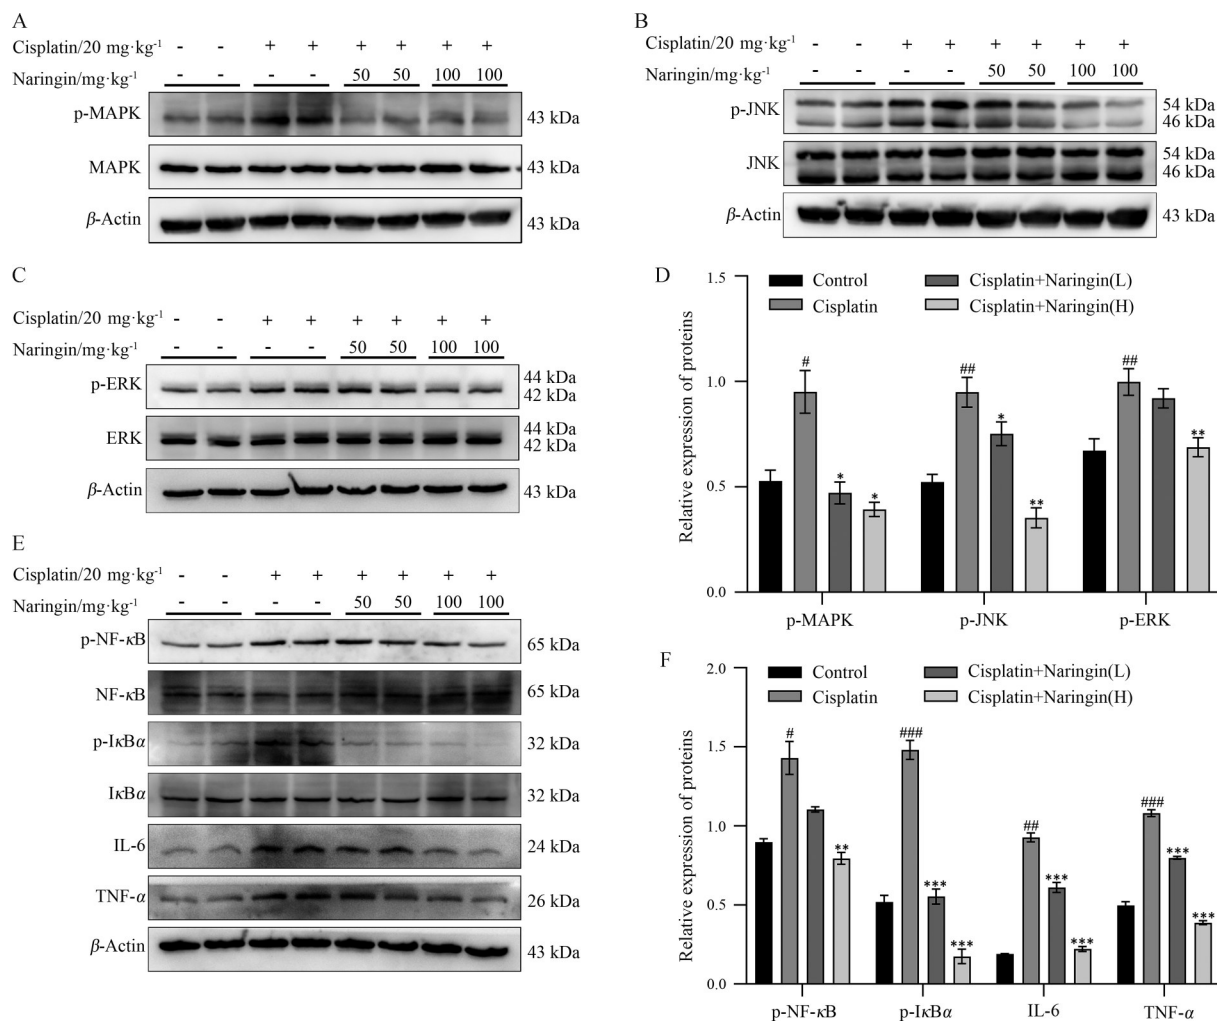 A
Cisplatin/20 mg·kg-1 - - + + + + + +
Naringin/mg·kg-1 - - - - 50 50 100 100
p-MAPK 43 kDa
MAPK 43 kDa
β-Actin 43 kDa
B
Cisplatin/20 mg·kg-1 - - + + + + + +
Naringin/mg·kg-1 - - - - 50 50 100 100
p-JNK 54 kDa
46 kDa
JNK 54 kDa
46 kDa
β-Actin 43 kDa
C
Cisplatin/20 mg·kg-1 - - + + + + + +
Naringin/mg·kg-1 - - - - 50 50 100 100
p-ERK 44 kDa
42 kDa
ERK 44 kDa
42 kDa
β-Actin 43 kDa
D
Control
Cisplatin
Cisplatin+Naringin(L)
Cisplatin+Naringin(H)
Relative expression of proteins
1.5
1.0
0.5
0.0
# * *
## * **
## **
p-MAPK p-JNK p-ERK
E
Cisplatin/20 mg·kg-1 - - + + + + + +
Naringin/mg·kg-1 - - - - 50 50 100 100
p-NF-κB 65 kDa
NF-κB 65 kDa
p-IκBα 32 kDa
IκBα 32 kDa
IL-6 24 kDa
TNF-α 26 kDa
β-Actin 43 kDa
F
Control
Cisplatin
Cisplatin+Naringin(L)
Cisplatin+Naringin(H)
Relative expression of proteins
2.0
1.5
1.0
0.5
0.0
# **
### *** ***
## *** ***
### *** ***
p-NF-κB p-IκBα IL-6 TNF-α